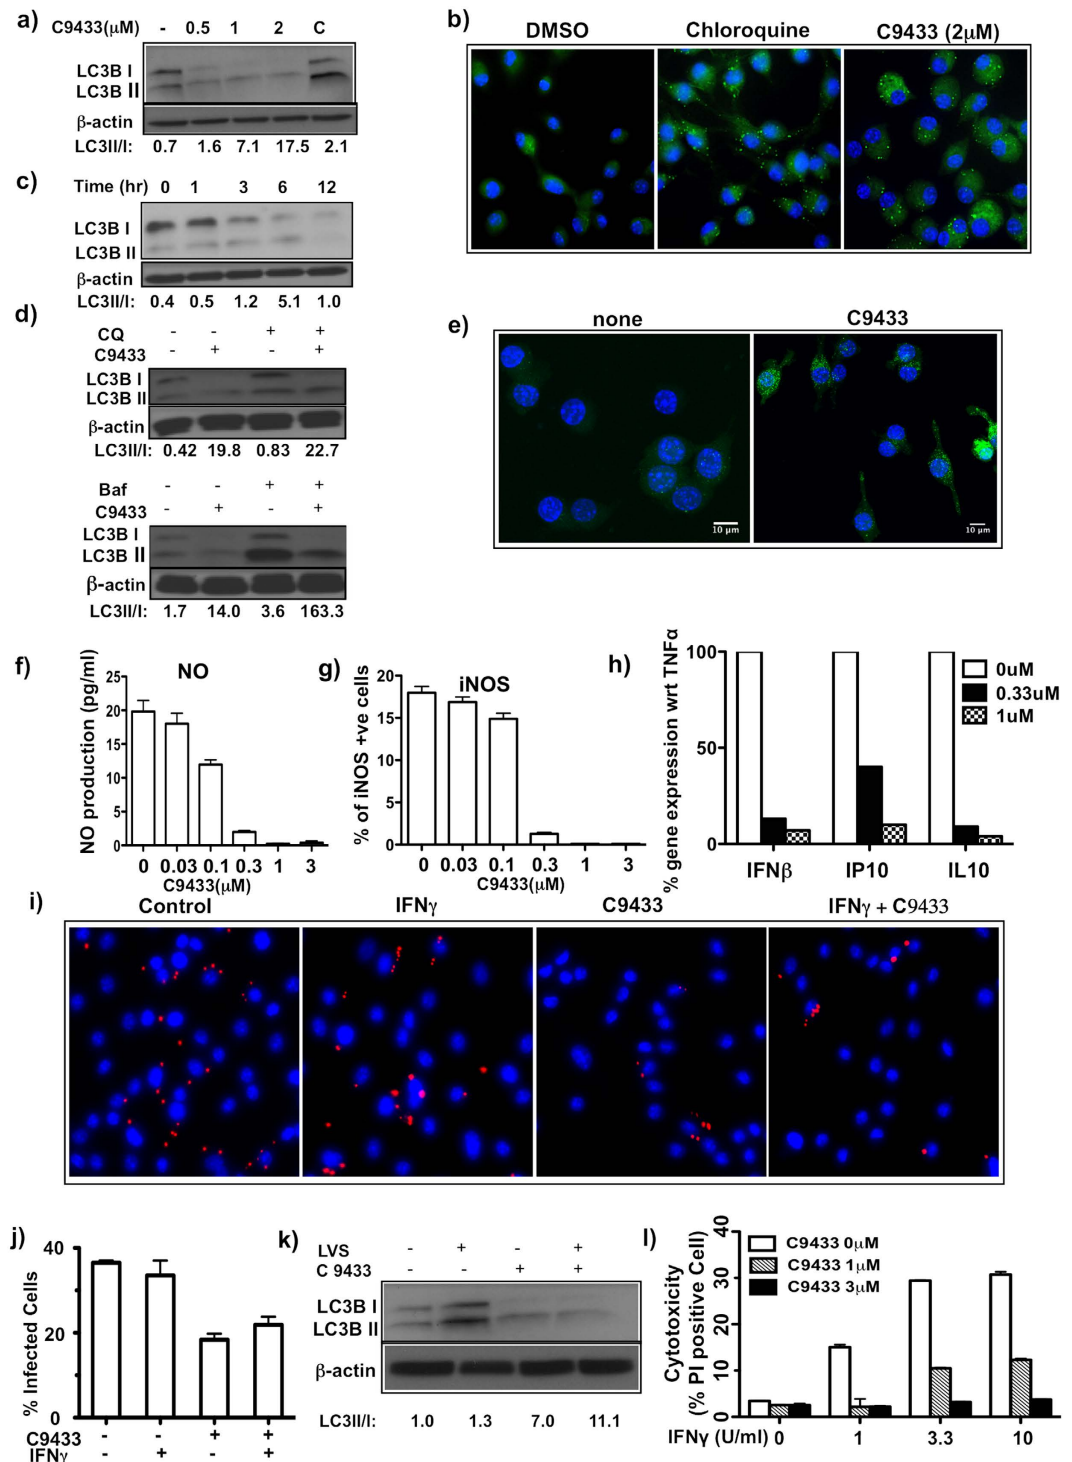 a)
C9433(μM) - 0.5 1 2 C
LC3B I
LC3B II
β-actin
LC3II/I: 0.7 1.6 7.1 17.5 2.1
b)
DMSO Chloroquine C9433 (2μM)
c)
Time (hr) 0 1 3 6 12
LC3B I
LC3B II
β-actin
LC3II/I: 0.4 0.5 1.2 5.1 1.0
d)
CQ - - + +
C9433 - + - +
LC3B I
LC3B II
β-actin
LC3II/I: 0.42 19.8 0.83 22.7
Baf - - + +
C9433 - + - +
LC3B I
LC3B II
β-actin
LC3II/I: 1.7 14.0 3.6 163.3
e)
none C9433
10 μm
10 μm
f)
NO
NO production (pg/ml)
25
20
15
10
5
0
0 0.03 0.1 0.3 1 3
C9433(μM)
g)
iNOS
% of iNOS +ve cells
20
15
10
5
0
0 0.03 0.1 0.3 1 3
C9433(μM)
h)
% gene expression wrt TNFα
100
50
0
0uM
0.33uM
1uM
IFNβ IP10 IL10
i)
Control IFNγ C9433 IFNγ + C9433
j)
% Infected Cells
40
20
0
C9433 - - + +
IFNγ - + - +
k)
LVS - + - +
C 9433 - - + +
LC3B I
LC3B II
β-actin
LC3II/I: 1.0 1.3 7.0 11.1
l)
Cytotoxicity
(% PI positive Cell)
40
30
20
10
0
C9433 0μM
C9433 1μM
C9433 3μM
IFNγ (U/ml) 0 1 3.3 10